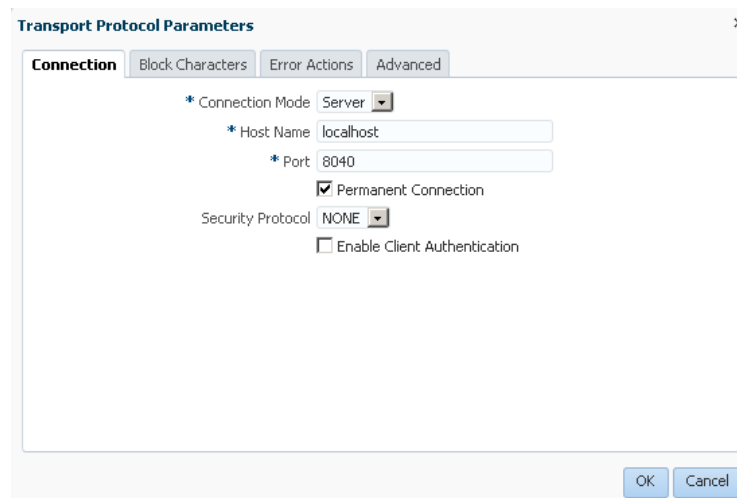 Transport Protocol Parameters
Connection Block Characters Error Actions Advanced
* Connection Mode Server
* Host Name localhost
* Port 8040
Permanent Connection
Security Protocol NONE
Enable Client Authentication
OK Cancel